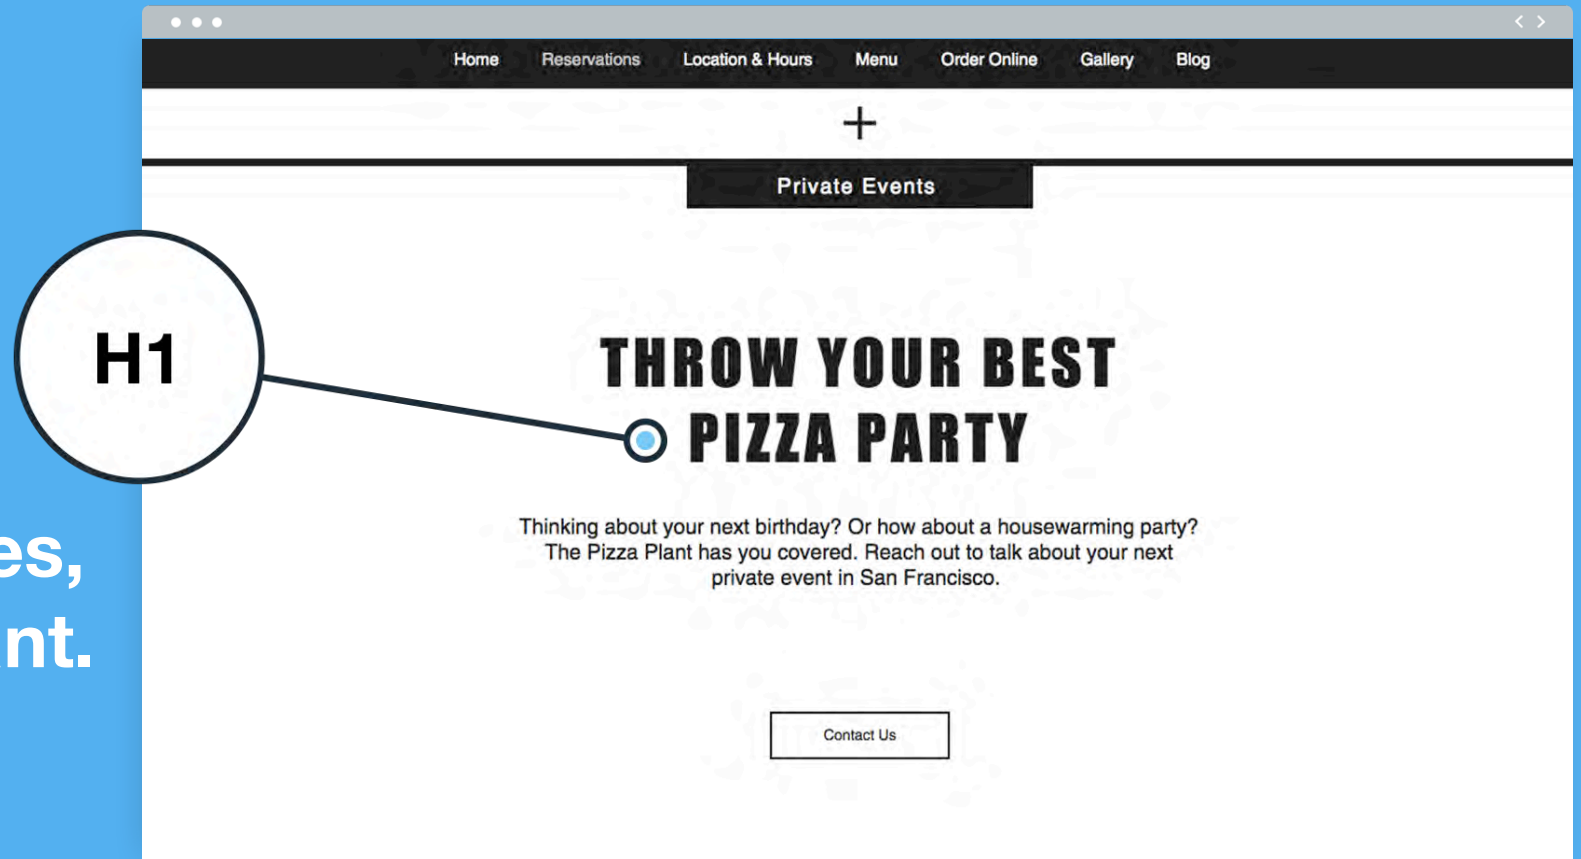 Home Reservations Location & Hours Menu Order Online Gallery Blog
Private Events
H1
THROW YOUR BEST
PIZZA PARTY
Thinking about your next birthday? Or how about a housewarming party?
The Pizza Plant has you covered. Reach out to talk about your next
private event in San Francisco.
es,
nt.
Contact Us